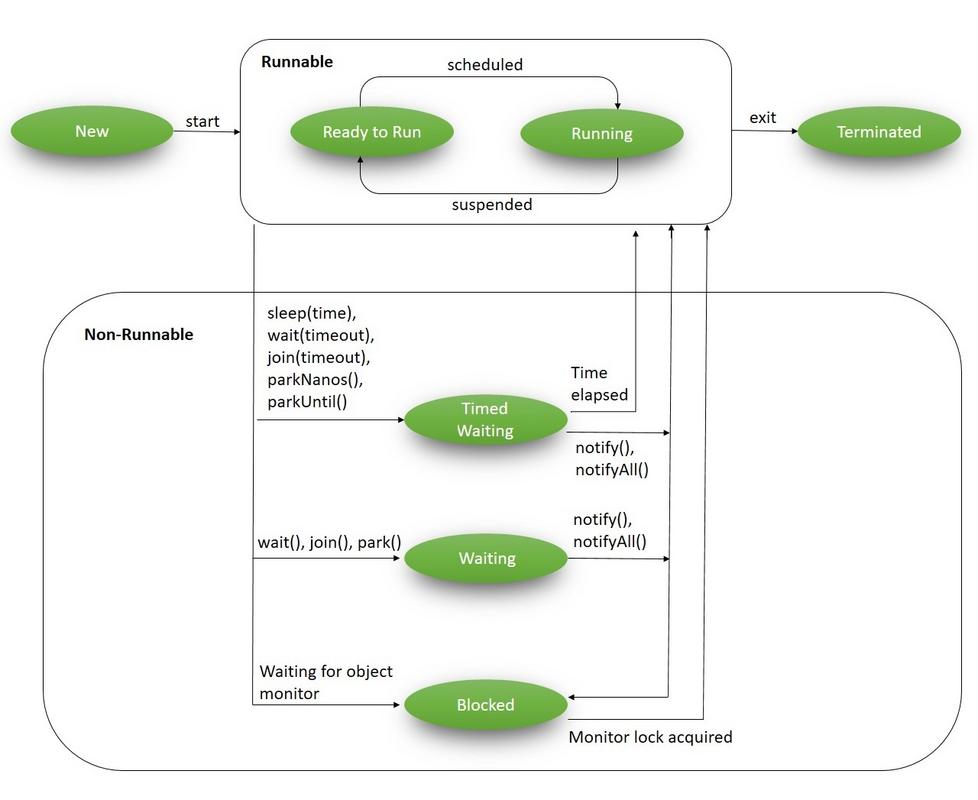 Runnable
scheduled
New
start
Ready to Run
Running
exit
Terminated
suspended
Non-Runnable
sleep(time),
wait(timeout),
join(timeout),
parkNanos(),
parkUntil()
Time
elapsed
Timed
Waiting
notify(),
notifyAll()
wait(), join(), park()
Waiting
notify(),
notifyAll()
Waiting for object
monitor
Blocked
Monitor lock acquired